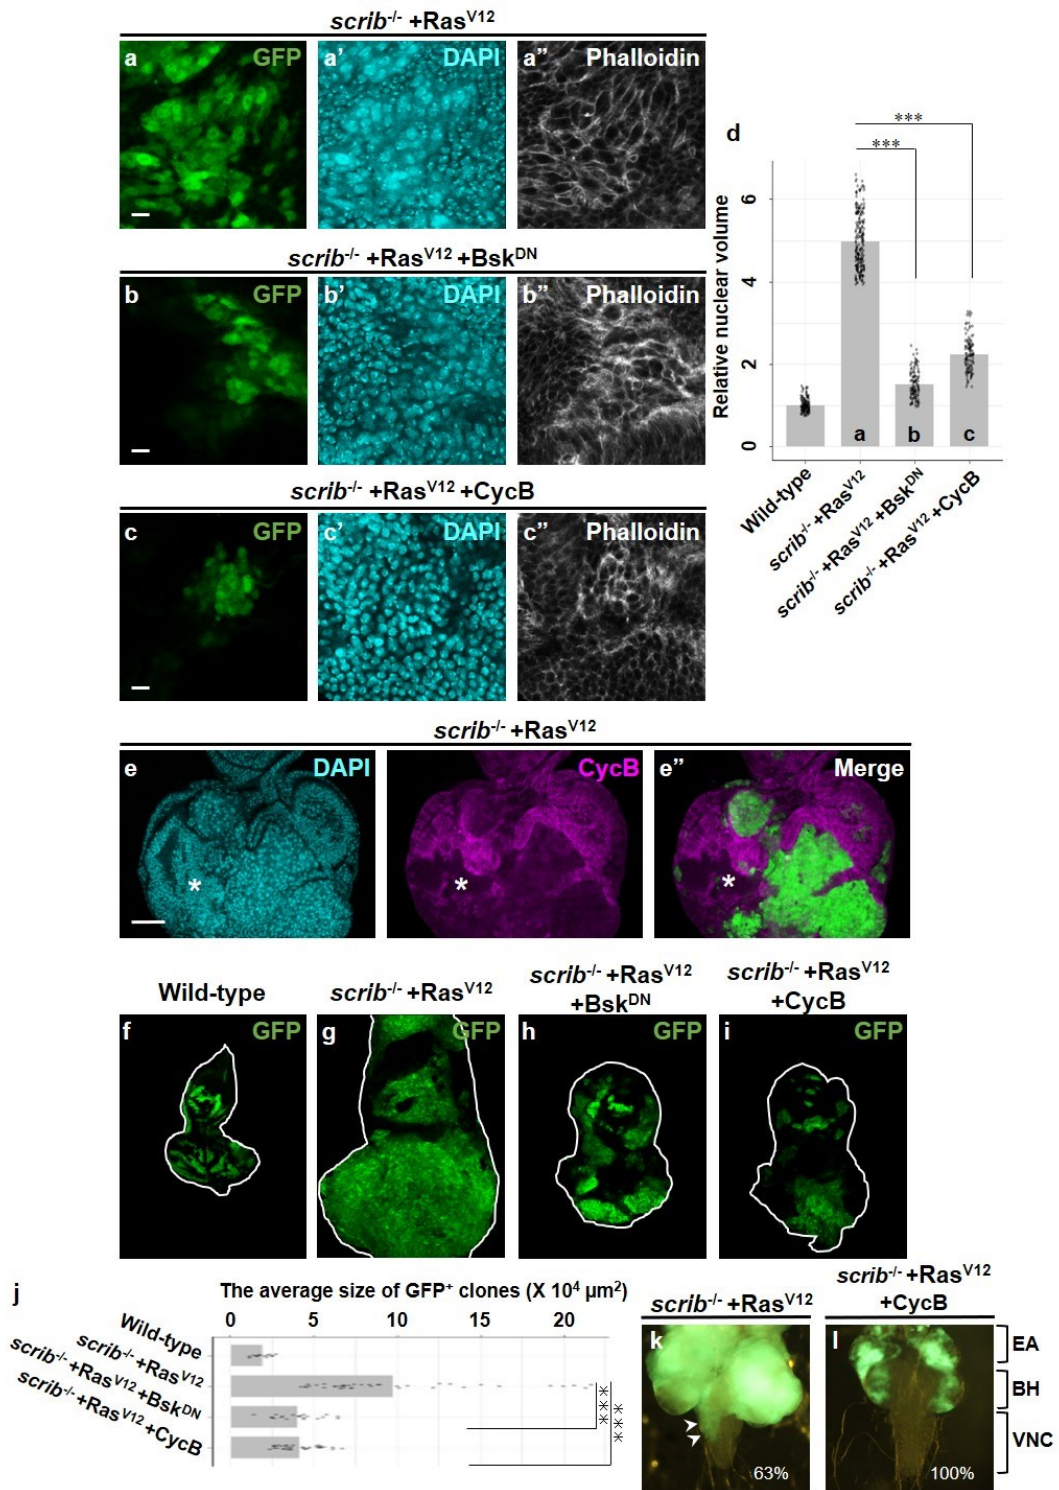 scrib-/- +RasV12
a GFP a’ DAPI a” Phalloidin
scrib-/- +RasV12 +BskDN
b GFP b’ DAPI b” Phalloidin
scrib-/- +RasV12 +CycB
c GFP c’ DAPI c” Phalloidin
d
***
***
Relative nuclear volume
6
4
2
0
a b c
Wild-type
scrib-/- +RasV12
scrib-/- +RasV12 +BskDN
scrib-/- +RasV12 +CycB
scrib-/- +RasV12
e DAPI CycB e” Merge
* * *
Wild-type
scrib-/- +RasV12
scrib-/- +RasV12
+BskDN
scrib-/- +RasV12
+CycB
f GFP g GFP h GFP i GFP
j
The average size of GFP+ clones (X 10⁴ µm²)
0 5 10 15 20
Wild-type
scrib-/- +RasV12
scrib-/- +RasV12 +BskDN
scrib-/- +RasV12 +CycB
***
***
scrib-/- +RasV12
scrib-/- +RasV12
+CycB
k l
63% 100%
EA
BH
VNC